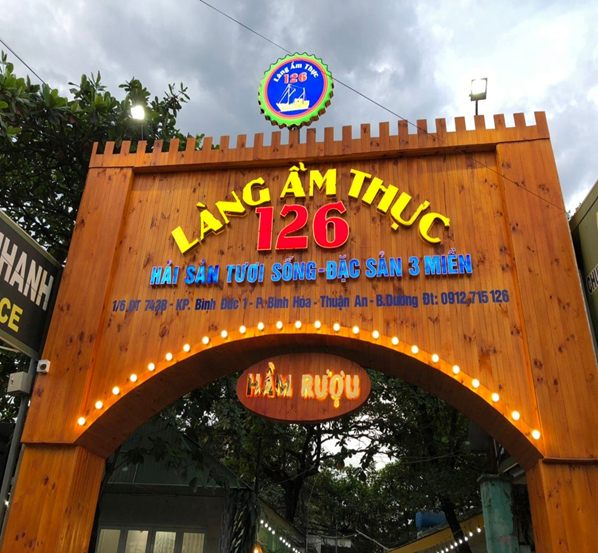 Làng Ẩm Thực
126
LÀNG ẨM THỰC
126
HẢI SẢN TƯƠI SỐNG-ĐẶC SẢN 3 MIỀN
1/6 ĐT 743B - KP. Bình Đức 1 - P. Bình Hòa - Thuận An - B.Dương Đt: 0912 715 126
HẦM RƯỢU
HANH
CE